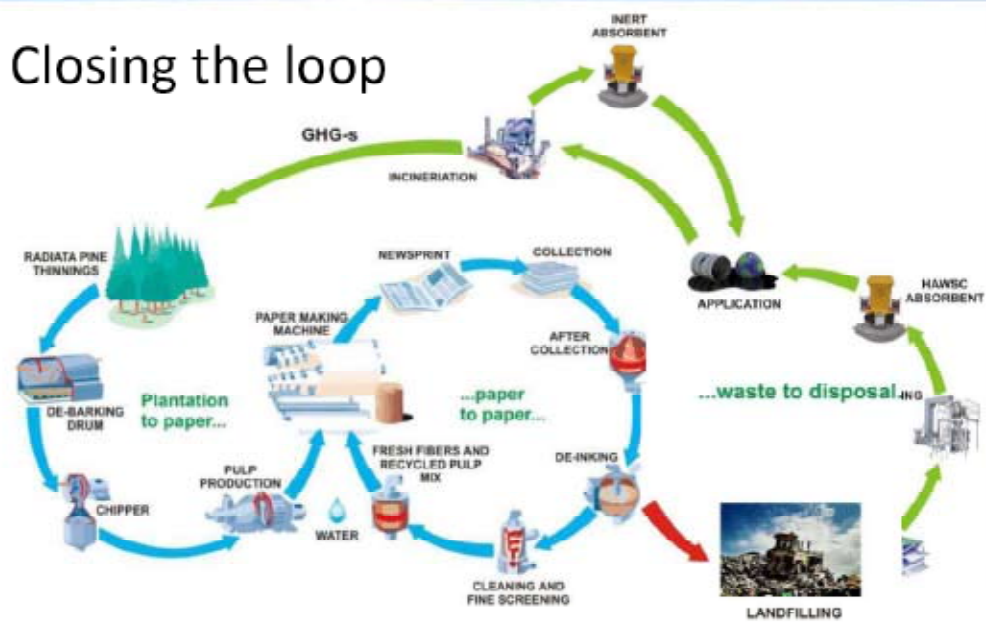 Closing the loop
INERT
ABSORBENT
GHG-s
INCINERIATION
RADIATA PINE
THINNINGS
NEWSPRINT
COLLECTION
APPLICATION
HAWSC
ABSORBENT
PAPER MAKING
MACHINE
AFTER
COLLECTION
DE-BARKING
DRUM
Plantation
to paper...
...paper
to paper...
...waste to disposal
ING
PULP
PRODUCTION
FRESH FIBERS AND
RECYCLED PULP
MIX
DE-INKING
CHIPPER
WATER
CLEANING AND
FINE SCREENING
LANDFILLING